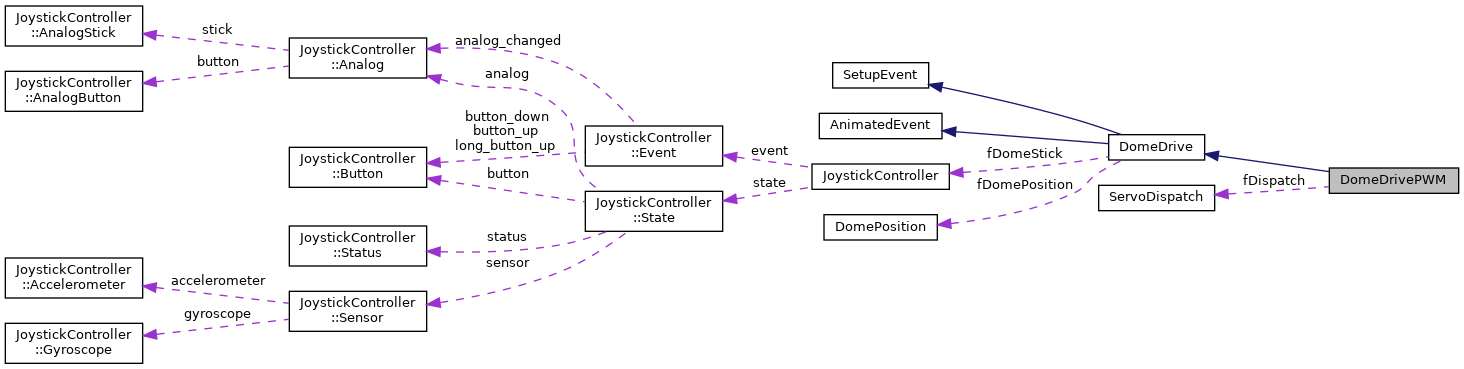 JoystickController
::AnalogStick
JoystickController
::AnalogButton
JoystickController
::Accelerometer
JoystickController
::Gyroscope
stick
button
accelerometer
gyroscope
JoystickController
::Analog
JoystickController
::Button
JoystickController
::Status
JoystickController
::Sensor
analog_changed
analog
button_down
button_up
long_button_up
button
status
sensor
JoystickController
::Event
JoystickController
::State
event
state
SetupEvent
AnimatedEvent
JoystickController
DomePosition
fDomeStick
fDomePosition
DomeDrive
ServoDispatch
fDispatch
DomeDrivePWM